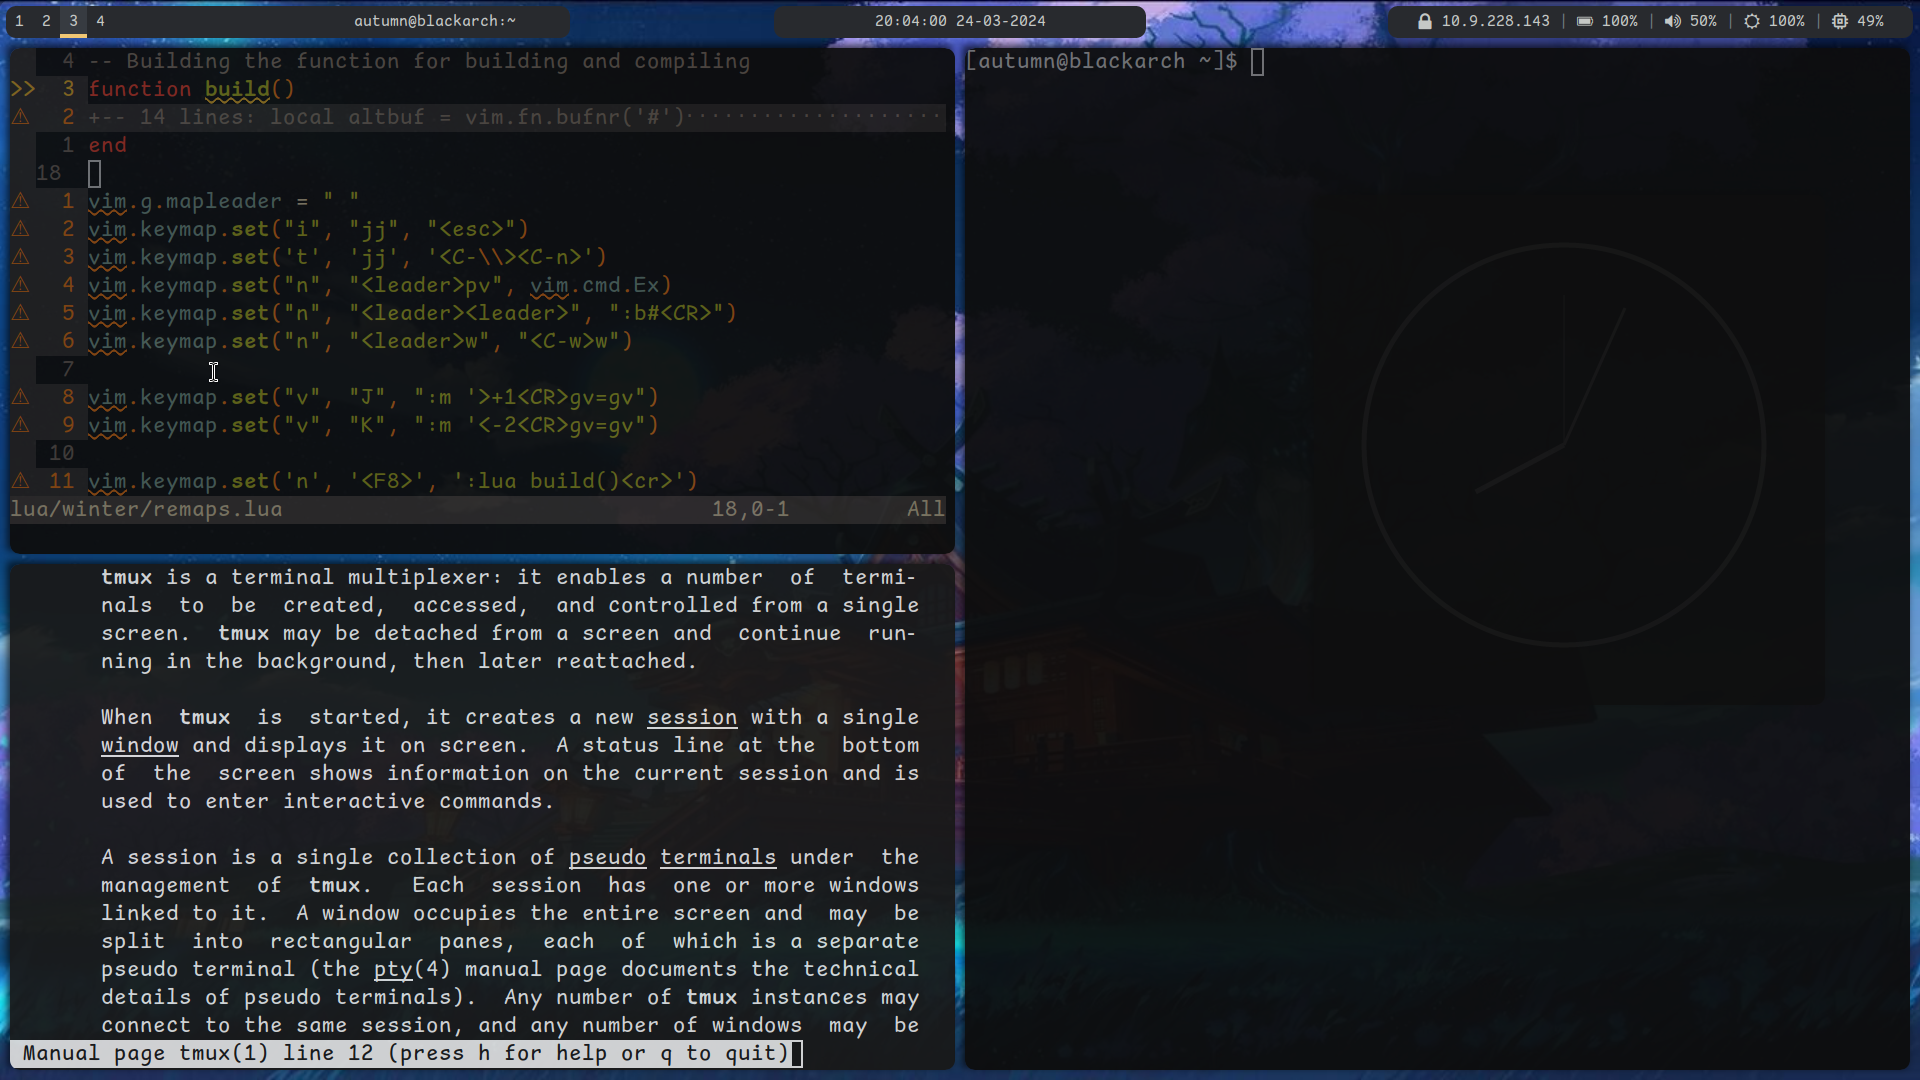 1 2 3 4 autumn@blackarch:~ 20:04:00 24-03-2024 10.9.228.143 | 100% | 50% | 100% | 49%
4 -- Building the function for building and compiling
>> 3 function build()
2 +-- 14 lines: local altbuf = vim.fn.bufnr('#')····················
1 end
18
1 vim.g.mapleader = " "
2 vim.keymap.set("i", "jj", "<esc>")
3 vim.keymap.set('t', 'jj', '<C-\\><C-n>')
4 vim.keymap.set("n", "<leader>pv", vim.cmd.Ex)
5 vim.keymap.set("n", "<leader><leader>", ":b#<CR>")
6 vim.keymap.set("n", "<leader>w", "<C-w>w")
7
8 vim.keymap.set("v", "J", ":m '>+1<CR>gv=gv")
9 vim.keymap.set("v", "K", ":m '<-2<CR>gv=gv")
10
11 vim.keymap.set('n', '<F8>', ':lua build()<cr>')
lua/winter/remaps.lua 18,0-1 All
tmux is a terminal multiplexer: it enables a number of termi-
nals to be created, accessed, and controlled from a single
screen. tmux may be detached from a screen and continue run-
ning in the background, then later reattached.
When tmux is started, it creates a new session with a single
window and displays it on screen. A status line at the bottom
of the screen shows information on the current session and is
used to enter interactive commands.
A session is a single collection of pseudo terminals under the
management of tmux. Each session has one or more windows
linked to it. A window occupies the entire screen and may be
split into rectangular panes, each of which is a separate
pseudo terminal (the pty(4) manual page documents the technical
details of pseudo terminals). Any number of tmux instances may
connect to the same session, and any number of windows may be
Manual page tmux(1) line 12 (press h for help or q to quit)
[autumn@blackarch ~]$